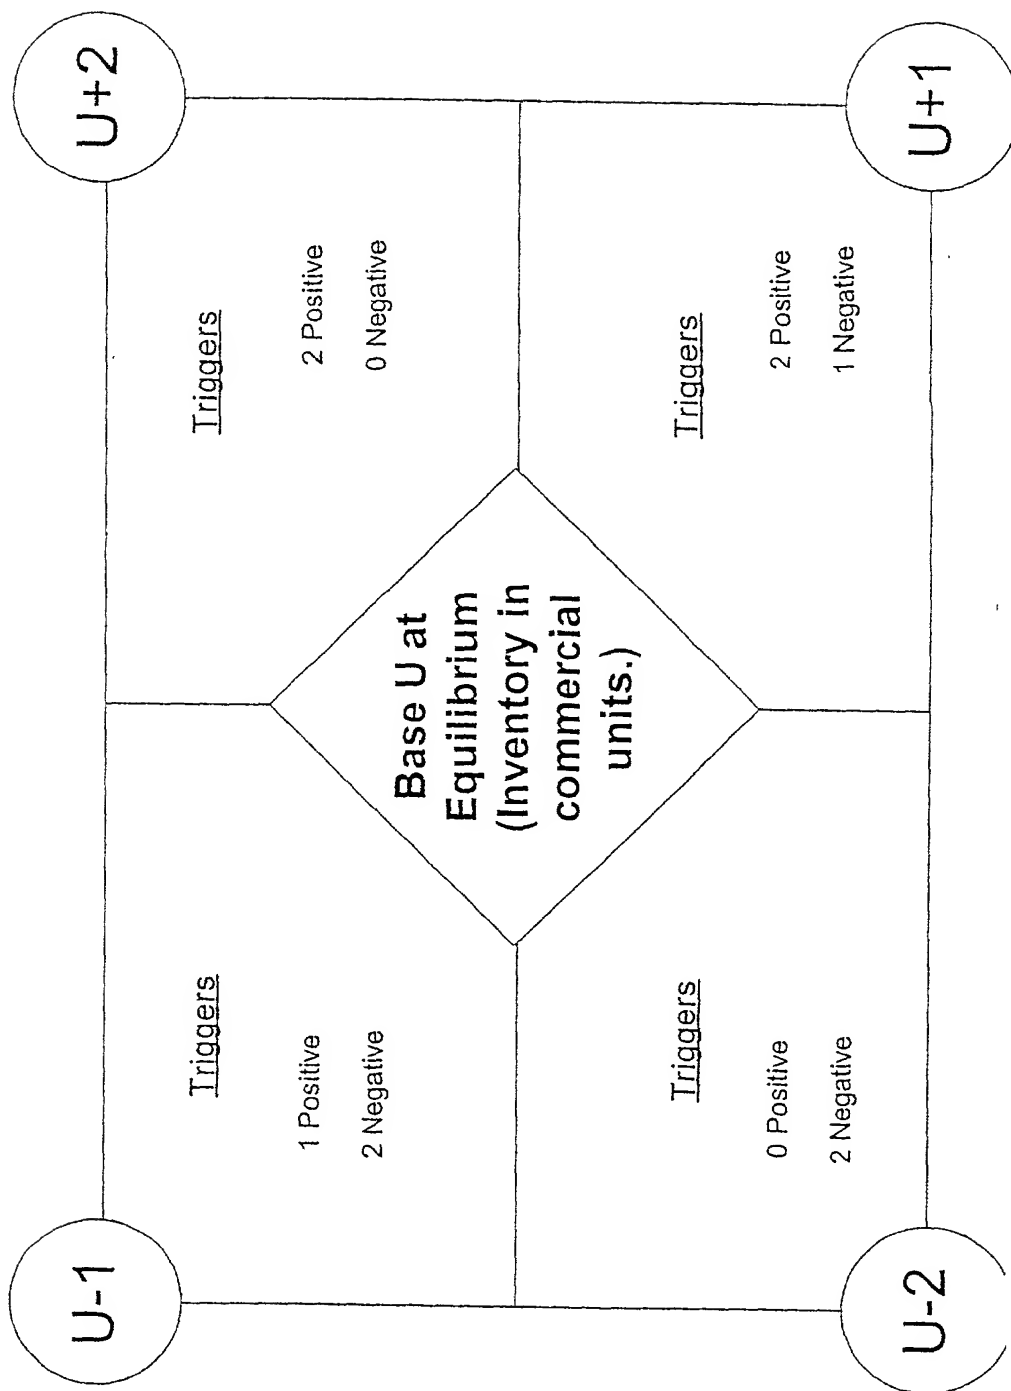 U-1
U+2
Triggers
1 Positive
2 Negative
Triggers
2 Positive
0 Negative
Base U at
Equilibrium
(Inventory in
commercial
units.)
Triggers
0 Positive
2 Negative
Triggers
2 Positive
1 Negative
U-2
U+1